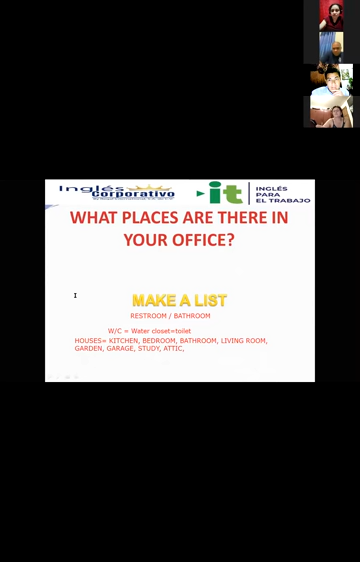 Inglés
Corporativo
it
INGLÉS
PARA
EL TRABAJO
WHAT PLACES ARE THERE IN
YOUR OFFICE?
MAKE A LIST
RESTROOM / BATHROOM
W/C = Water closet=toilet
HOUSES= KITCHEN, BEDROOM, BATHROOM, LIVING ROOM,
GARDEN, GARAGE, STUDY, ATTIC,